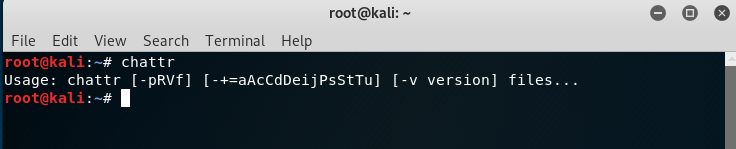 root@kali: ~
File Edit View Search Terminal Help
root@kali:~# chattr
Usage: chattr [-pRVf] [-+=aAcCdDeijPsStTu] [-v version] files...
root@kali:~#